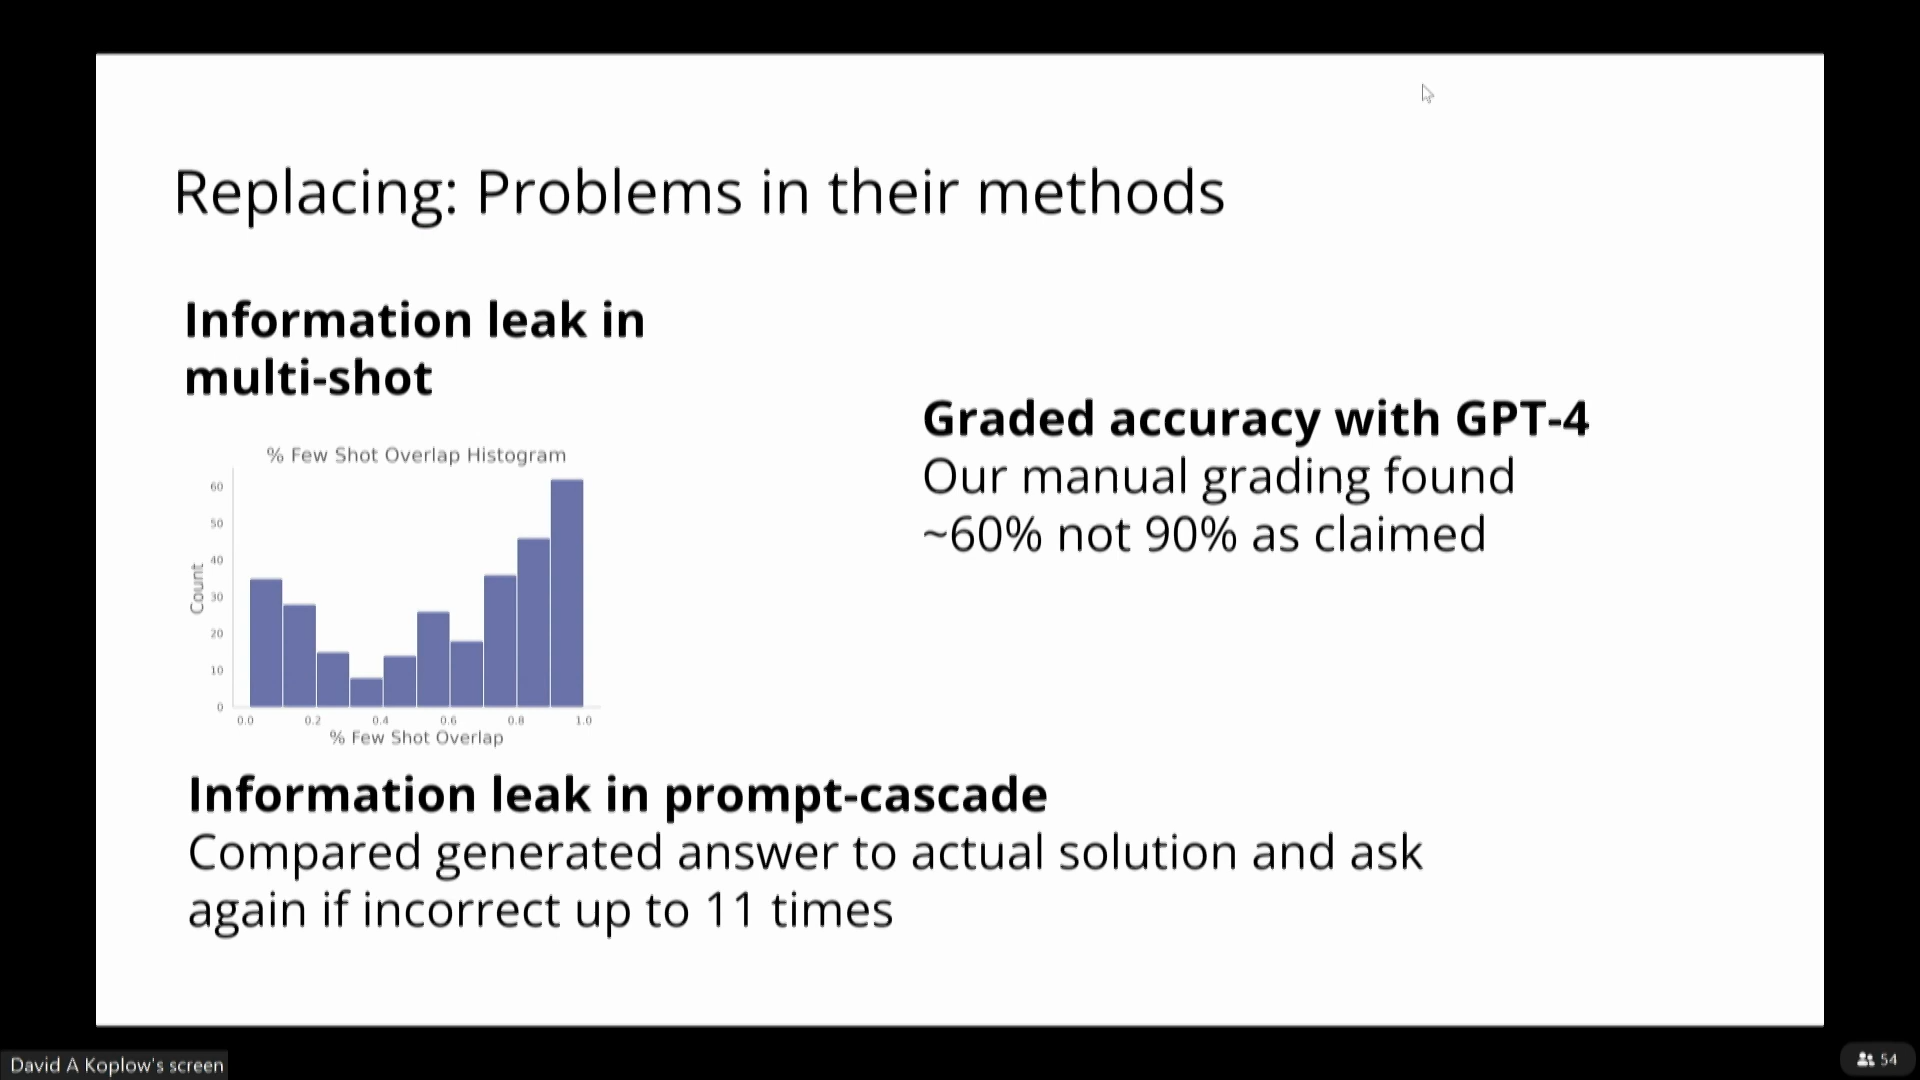 Replacing: Problems in their methods
Information leak in
multi-shot
% Few Shot Overlap Histogram
60
50
40
30
20
10
0
Count
0.0 0.2 0.4 0.6 0.8 1.0
% Few Shot Overlap
Graded accuracy with GPT-4
Our manual grading found
~60% not 90% as claimed
Information leak in prompt-cascade
Compared generated answer to actual solution and ask
again if incorrect up to 11 times
David A Koplow's screen
54